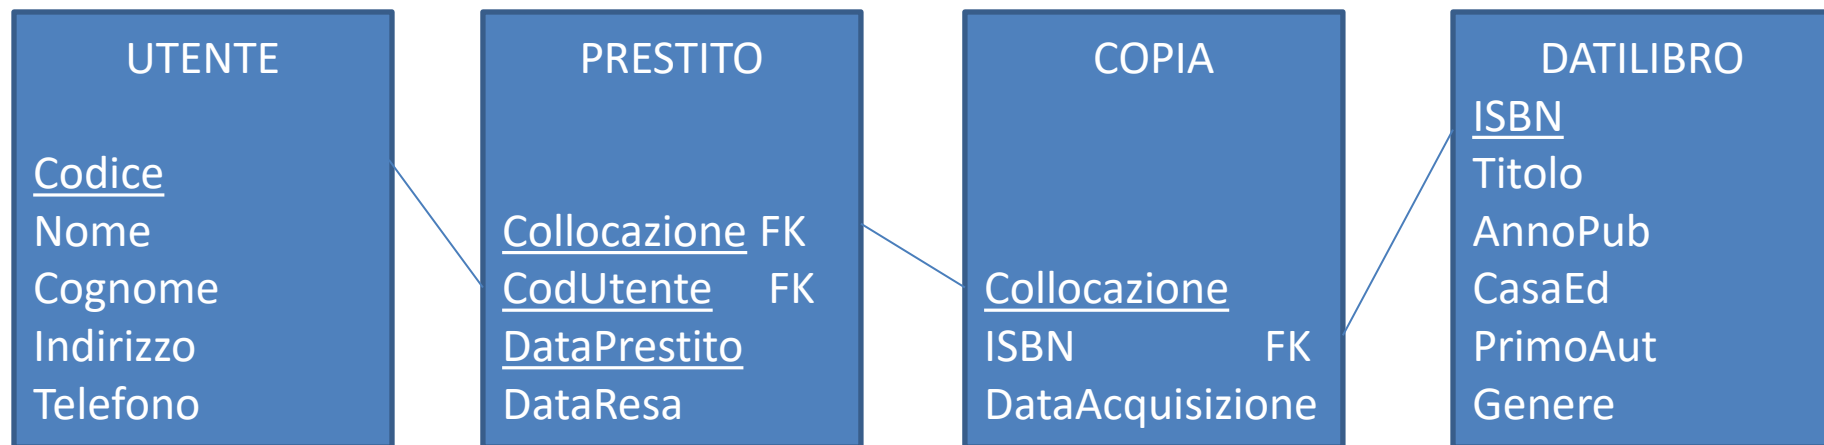 UTENTE
Codice
Nome
Cognome
Indirizzo
Telefono
PRESTITO
Collocazione FK
CodUtente FK
DataPrestito
DataResa
COPIA
Collocazione
ISBN FK
DataAcquisizione
DATILIBRO
ISBN
Titolo
AnnoPub
CasaEd
PrimoAut
Genere